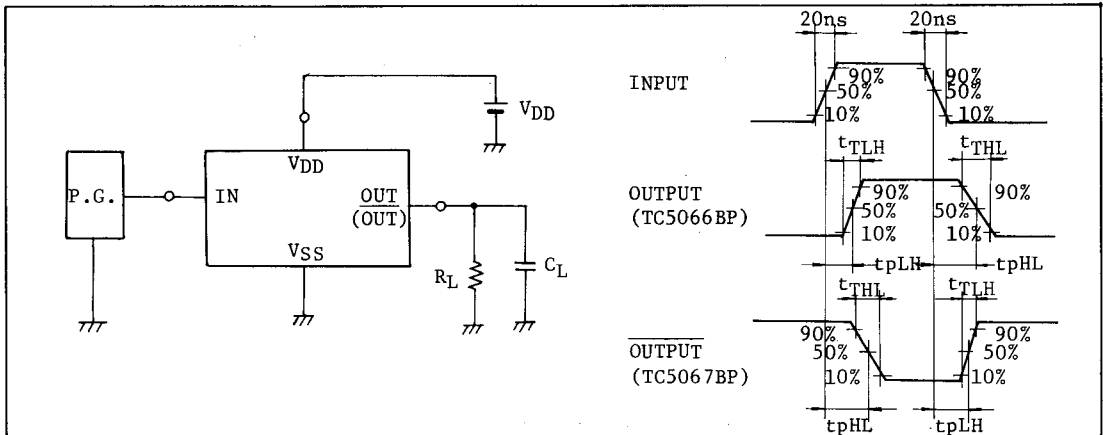 VDD
P.G.
IN
VDD
OUT
(OUT)
VSS
RL
CL
20ns 20ns
INPUT
90% 90%
50% 50%
10% 10%
tTLH tTHL
OUTPUT
(TC5066BP)
90% 90%
50% 50%
10% 10%
tpLH tpHL
tTHL tTLH
OUTPUT
(TC5067BP)
90% 90%
50% 50%
10% 10%
tpHL tpLH